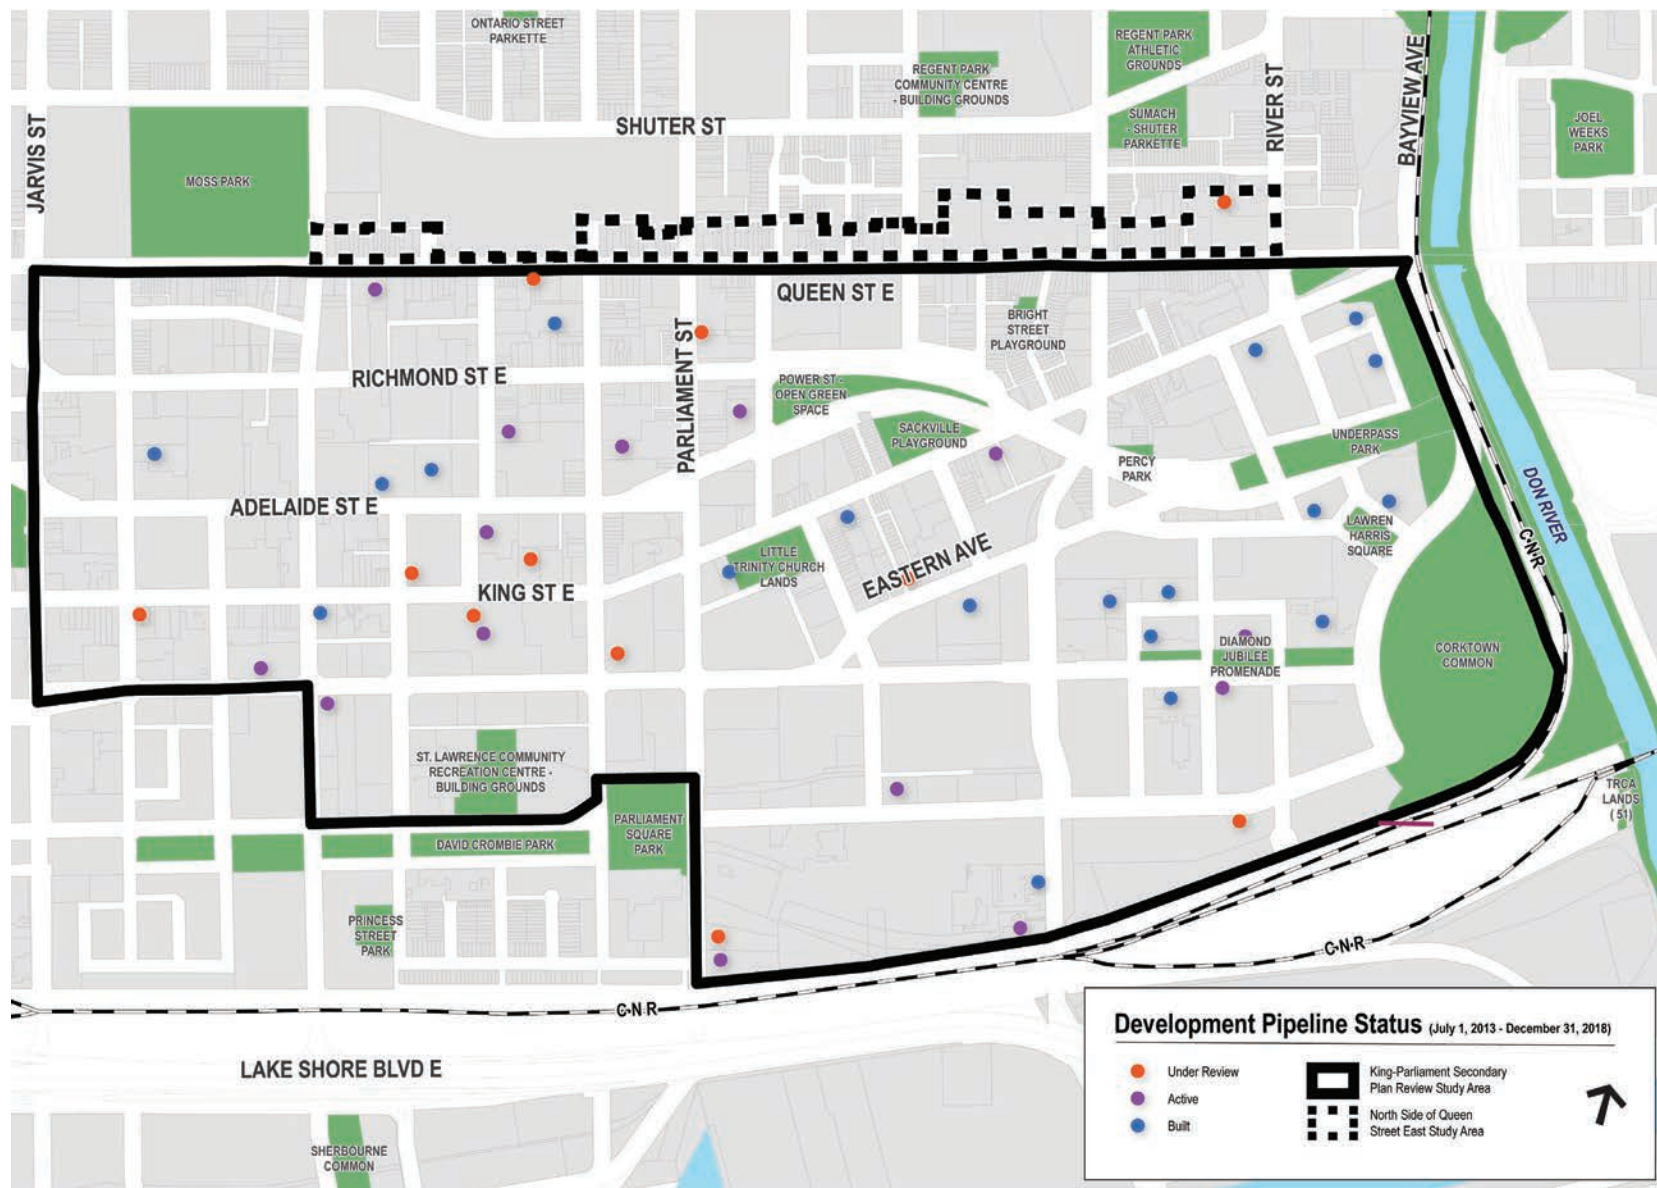 ONTARIO STREET
PARKETTE
REGENT PARK
ATHLETIC
GROUNDS
REGENT PARK
COMMUNITY CENTRE
- BUILDING GROUNDS
RIVER ST
BAYVIEW AVE
JARVIS ST
SHUTER ST
SUMACH
- SHUTER
PARKETTE
JOEL
WEEKS
PARK
MOSS PARK
QUEEN ST E
BRIGHT
STREET
PLAYGROUND
PARLIAMENT ST
RICHMOND ST E
POWER ST -
OPEN GREEN
SPACE
SACKVILLE
PLAYGROUND
UNDERPASS
PARK
PERCY
PARK
ADELAIDE ST E
DON RIVER
LAWREN
HARRIS
SQUARE
C N R
LITTLE
TRINITY CHURCH
LANDS
EASTERN AVE
KING ST E
DIAMOND
JUBILEE
PROMENADE
CORKTOWN
COMMON
ST. LAWRENCE COMMUNITY
RECREATION CENTRE -
BUILDING GROUNDS
TRCA
LANDS
( 51)
PARLIAMENT
SQUARE
PARK
DAVID CROMBIE PARK
PRINCESS
STREET
PARK
C N R
C N R
LAKE SHORE BLVD E
SHERBOURNE
COMMON
Development Pipeline Status (July 1, 2013 - December 31, 2018)
Under Review
Active
Built
King-Parliament Secondary
Plan Review Study Area
North Side of Queen
Street East Study Area